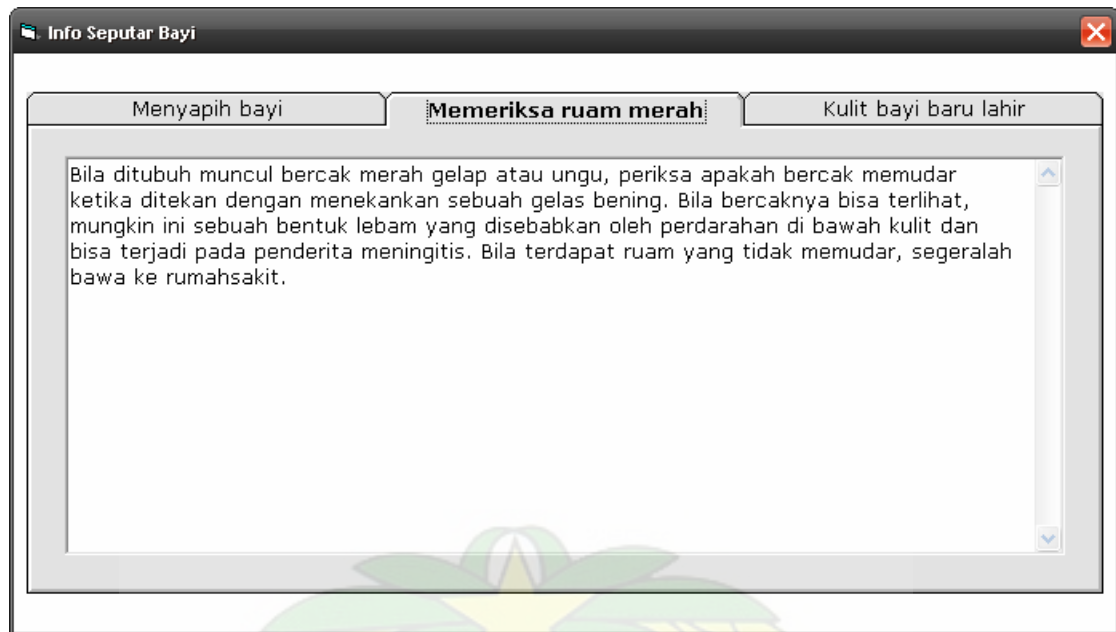 Info Seputar Bayi
Menyapih bayi
Memeriksa ruam merah
Kulit bayi baru lahir
Bila ditubuh muncul bercak merah gelap atau ungu, periksa apakah bercak memudar
ketika ditekan dengan menekankan sebuah gelas bening. Bila bercaknya bisa terlihat,
mungkin ini sebuah bentuk lebam yang disebabkan oleh perdarahan di bawah kulit dan
bisa terjadi pada penderita meningitis. Bila terdapat ruam yang tidak memudar, segeralah
bawa ke rumahsakit.